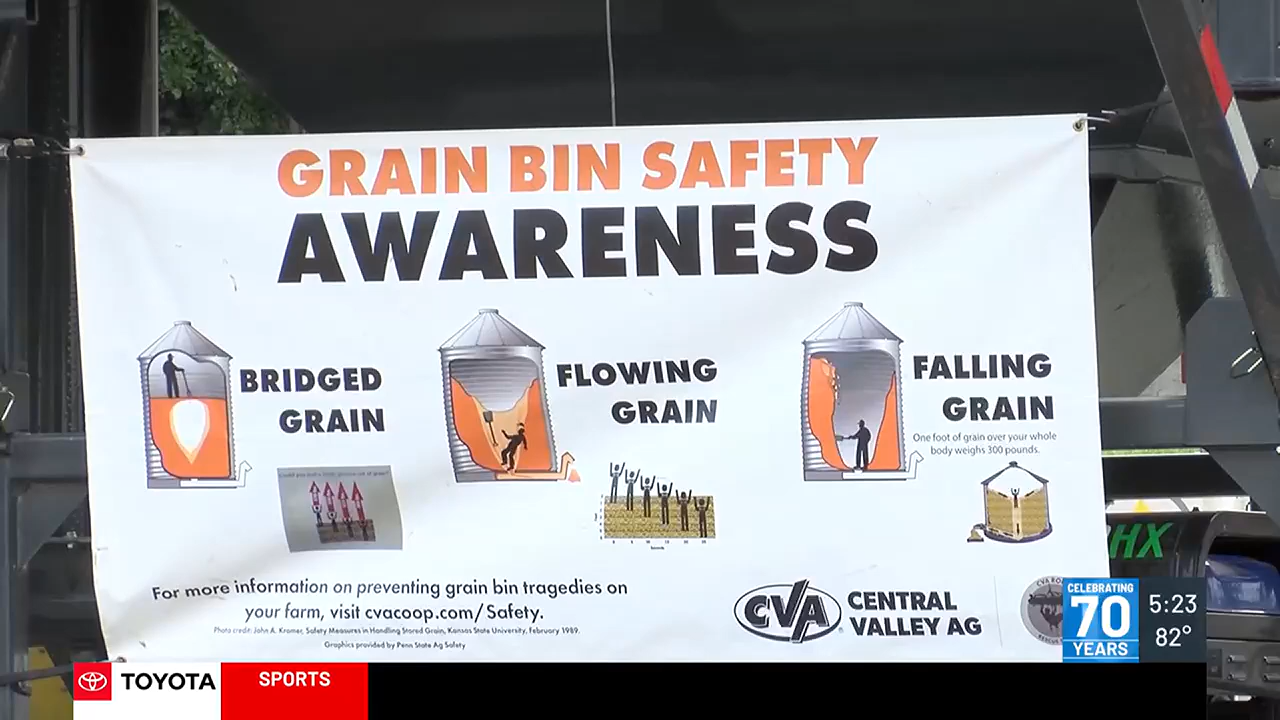 GRAIN BIN SAFETY
AWARENESS
BRIDGED
GRAIN
FLOWING
GRAIN
FALLING
GRAIN
One foot of grain over your whole
body weighs 300 pounds.
For more information on preventing grain bin tragedies on
your farm, visit cvacoop.com/Safety.
Photo credit: John A. Kramer, Safety Measures in Handling Stored Grain, Kansas State University, February 1989.
Graphics provided by Penn State Ag Safety
CVA
CENTRAL
VALLEY AG
HX
CELEBRATING
70
YEARS
5:23
82°
TOYOTA
SPORTS